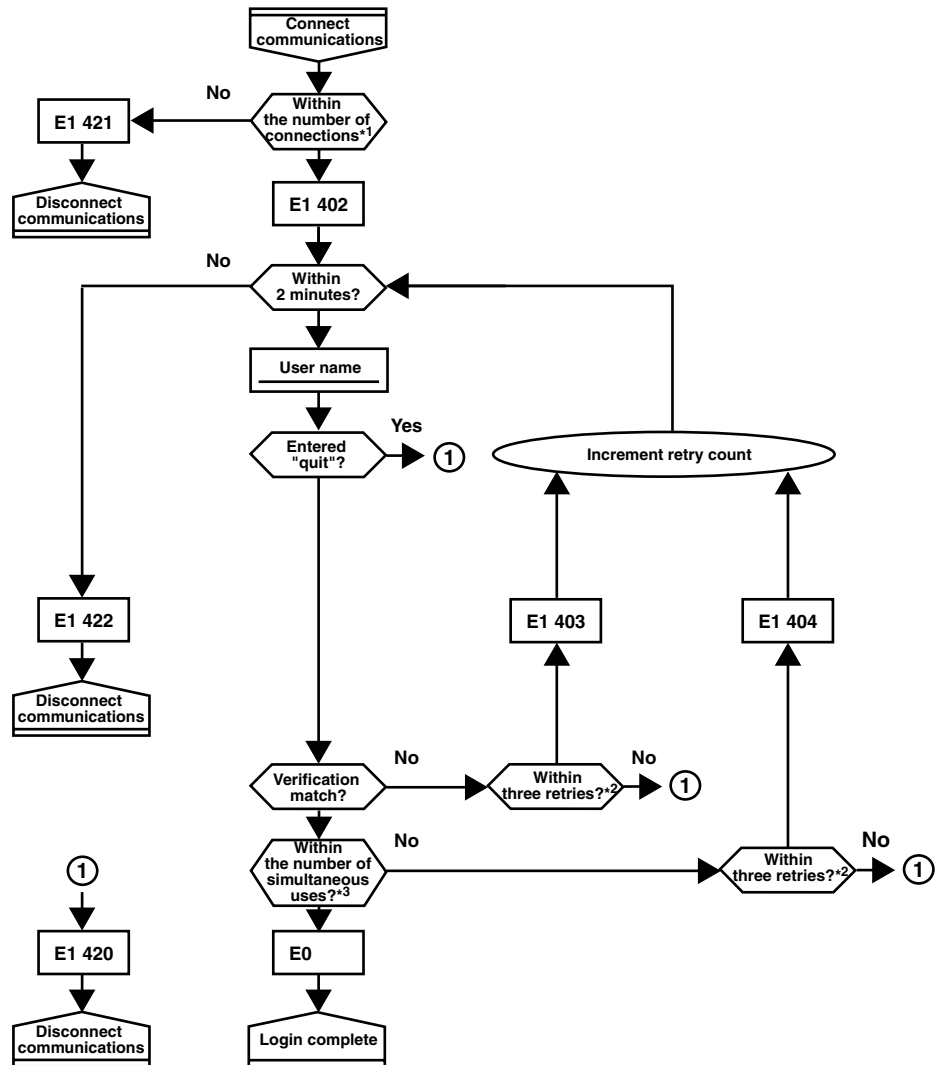 Connect
communications
No
Within
the number of
connections*1
E1 421
Disconnect
communications
E1 402
No
Within
2 minutes?
User name
Yes
Entered
"quit"?
1
Increment retry count
E1 422
E1 403
E1 404
Disconnect
communications
Verification
match?
No
Within
three retries?*2
No
1
Within
the number of
simultaneous
uses?*3
No
Within
three retries?*2
No
1
1
E1 420
E0
Disconnect
communications
Login complete